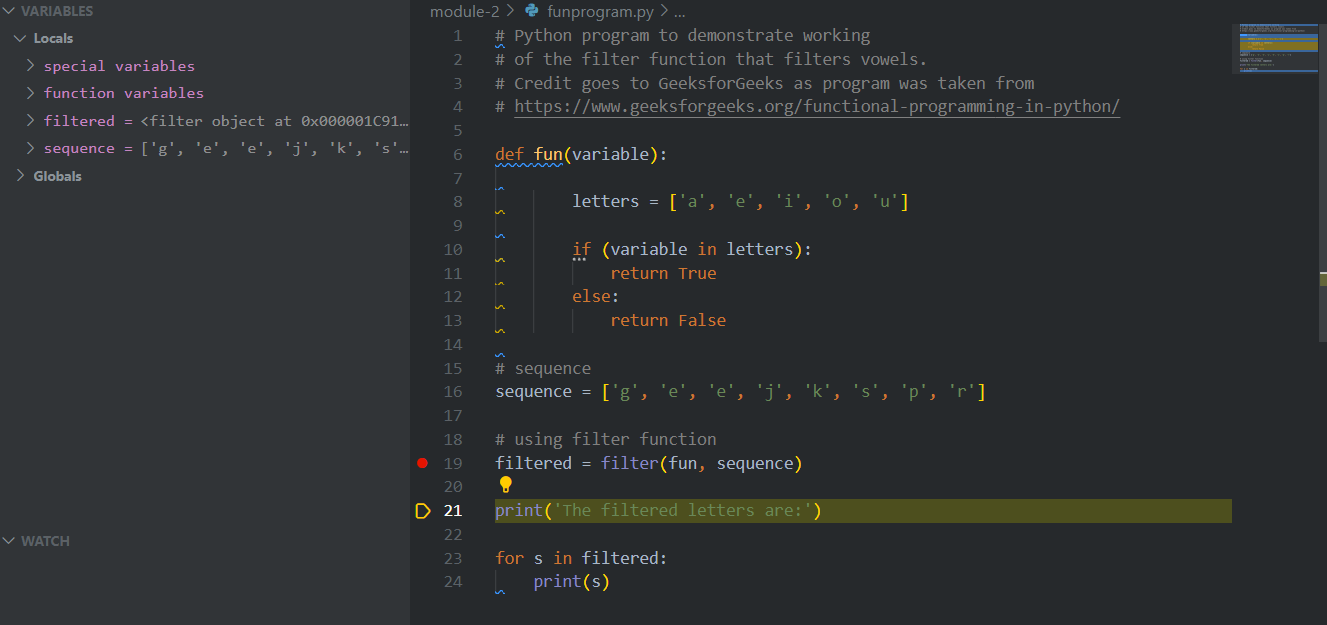 VARIABLES
Locals
special variables
function variables
filtered = <filter object at 0x000001C91...
sequence = ['g', 'e', 'e', 'j', 'k', 's'...
Globals
WATCH
module-2 > funprogram.py > ...
1 # Python program to demonstrate working
2 # of the filter function that filters vowels.
3 # Credit goes to GeeksforGeeks as program was taken from
4 # https://www.geeksforgeeks.org/functional-programming-in-python/
5
6 def fun(variable):
7
8 letters = ['a', 'e', 'i', 'o', 'u']
9
10 if (variable in letters):
11 return True
12 else:
13 return False
14
15 # sequence
16 sequence = ['g', 'e', 'e', 'j', 'k', 's', 'p', 'r']
17
18 # using filter function
19 filtered = filter(fun, sequence)
20
21 print('The filtered letters are:')
22
23 for s in filtered:
24 print(s)